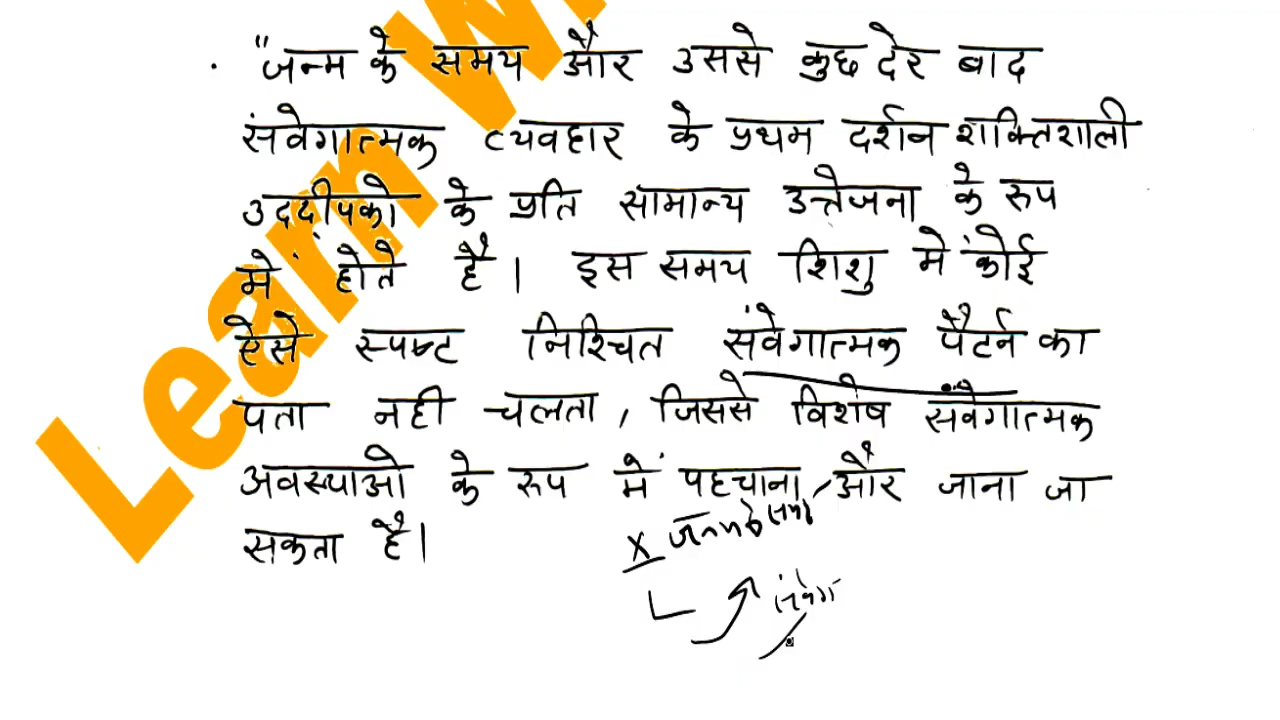 "जन्म के समय और उससे कुछ देर बाद
संवेगात्मक व्यवहार के प्रथम दर्शन शक्तिशाली
उददीपको के प्रति सामान्य उत्तेजना के रूप
में होते हैं। इस समय शिशु में कोई
ऐसे स्पष्ट निश्चित संवेगात्मक पैटर्न का
पता नही चलता, जिससे विशेष संवेगात्मक
अवस्थाओ के रूप में पहचाना और जाना जा
सकता है।
X जन्म के समय
संवेग
Learn